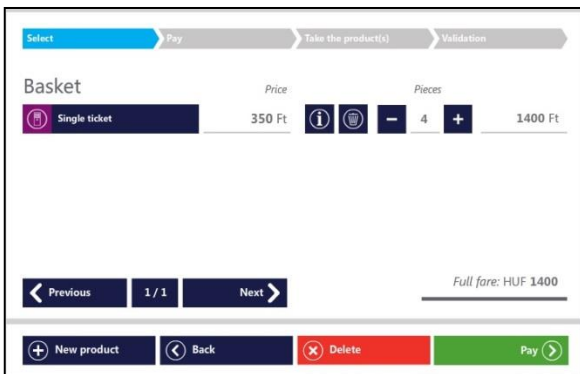 Select Pay Take the product(s) Validation
Basket Price Pieces
Single ticket 350 Ft - 4 + 1400 Ft
Previous 1 / 1 Next Full fare: HUF 1400
New product Back Delete Pay